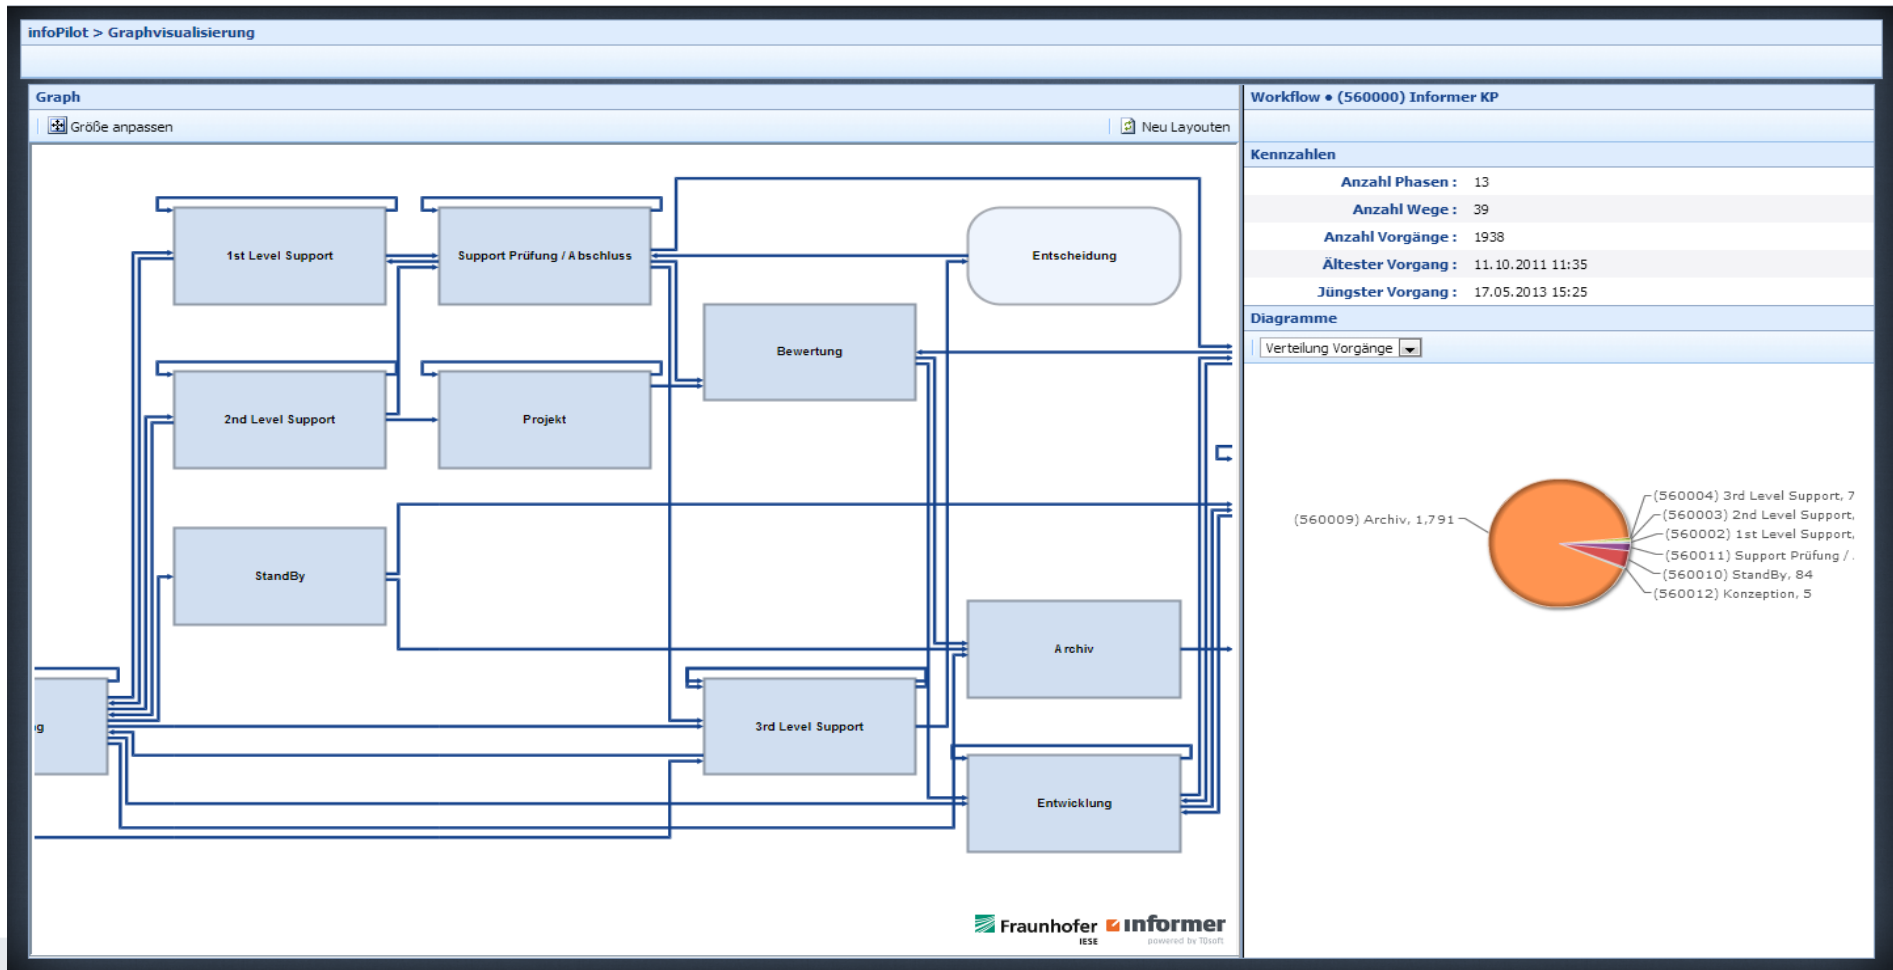 infoPilot > Graphvisualisierung
Graph
Größe anpassen
Neu Layouten
1st Level Support
Support Prüfung / Abschluss
Entscheidung
Bewertung
2nd Level Support
Projekt
StandBy
Archiv
ng
3rd Level Support
Entwicklung
Fraunhofer
IESE
informer
powered by TQsoft
Workflow • (560000) Informer KP
Kennzahlen
Anzahl Phasen : 13
Anzahl Wege : 39
Anzahl Vorgänge : 1938
Ältester Vorgang : 11.10.2011 11:35
Jüngster Vorgang : 17.05.2013 15:25
Diagramme
Verteilung Vorgänge
(560009) Archiv, 1,791
(560004) 3rd Level Support, 7
(560003) 2nd Level Support,
(560002) 1st Level Support,
(560011) Support Prüfung / .
(560010) StandBy, 84
(560012) Konzeption, 5